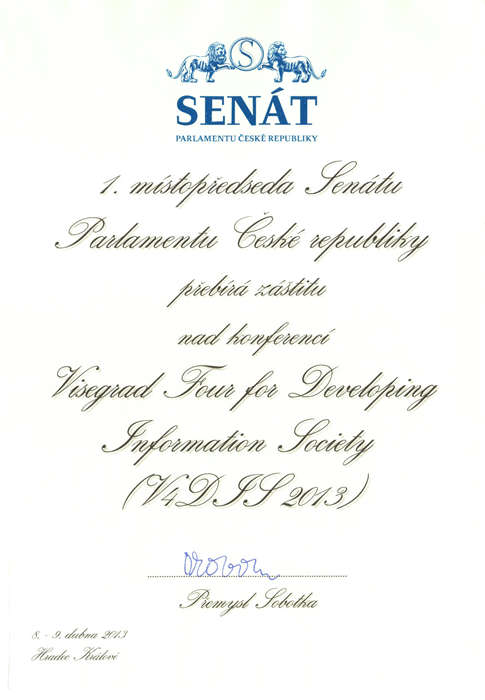 S
SENÁT
PARLAMENTU ČESKÉ REPUBLIKY
1. místopředseda Senátu
Parlamentu České republiky
přebírá záštitu
nad konferencí
Visegrad Four for Developing
Information Society
(V4DIS 2013)
Přemysl Sobotka
8. - 9. dubna 2013
Hradec Králové